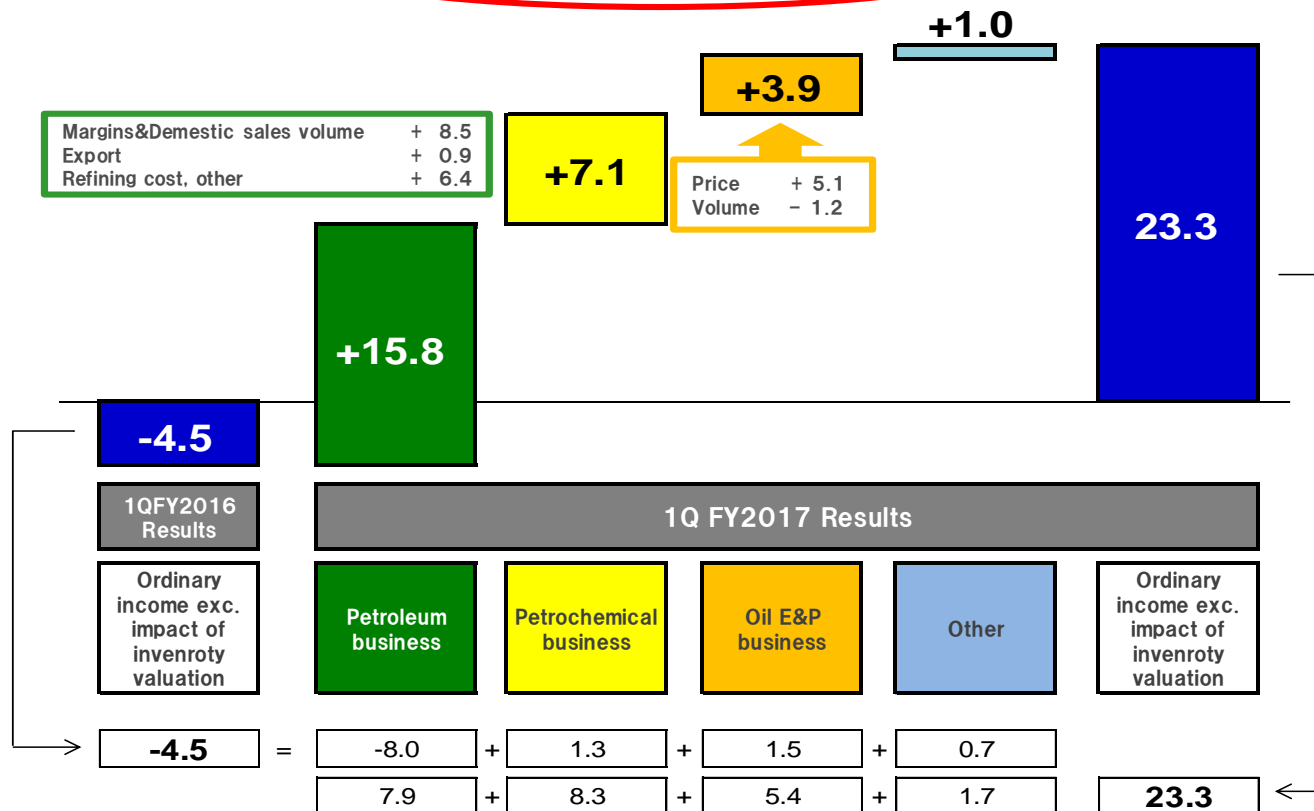 +1.0
+3.9
Margins&Demestic sales volume + 8.5
Export + 0.9
Refining cost, other + 6.4
+7.1
Price + 5.1
Volume − 1.2
23.3
+15.8
-4.5
1QFY2016
Results
1Q FY2017 Results
Ordinary
income exc.
impact of
invenroty
valuation
Petroleum
business
Petrochemical
business
Oil E&P
business
Other
Ordinary
income exc.
impact of
invenroty
valuation
-4.5 = -8.0 + 1.3 + 1.5 + 0.7
7.9 + 8.3 + 5.4 + 1.7 23.3